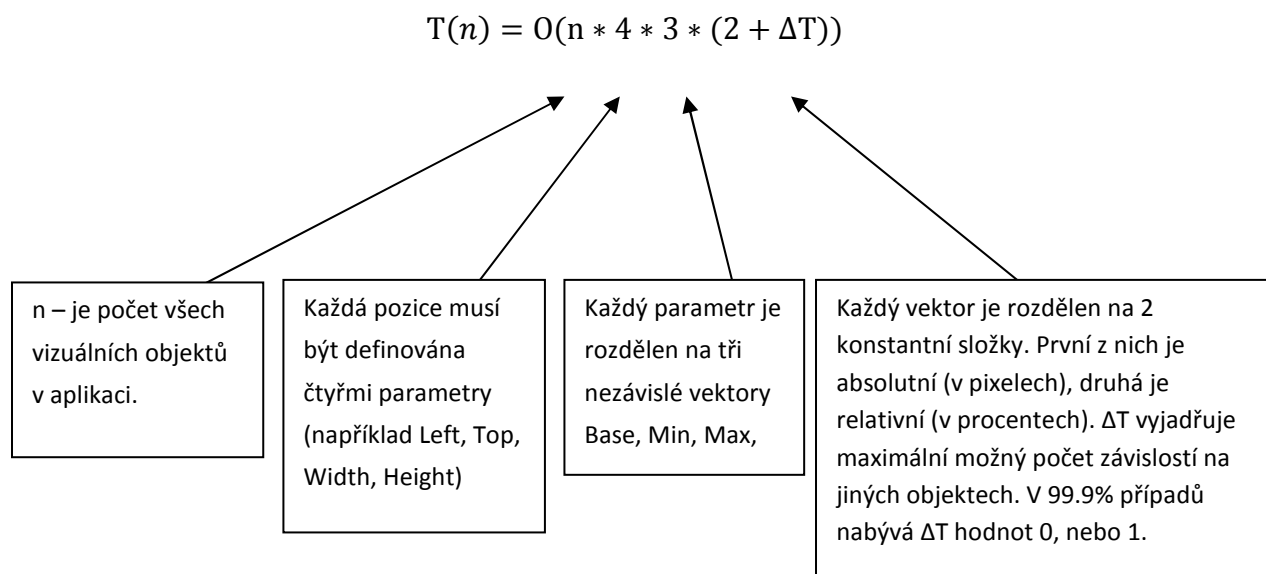 T(n) = O(n ∗ 4 ∗ 3 ∗ (2 + ΔT))
n – je počet všech
vizuálních objektů
v aplikaci.
Každá pozice musí
být definována
čtyřmi parametry
(například Left, Top,
Width, Height)
Každý parametr je
rozdělen na tři
nezávislé vektory
Base, Min, Max,
Každý vektor je rozdělen na 2
konstantní složky. První z nich je
absolutní (v pixelech), druhá je
relativní (v procentech). ΔT vyjadřuje
maximální možný počet závislostí na
jiných objektech. V 99.9% případů
nabývá ΔT hodnot 0, nebo 1.